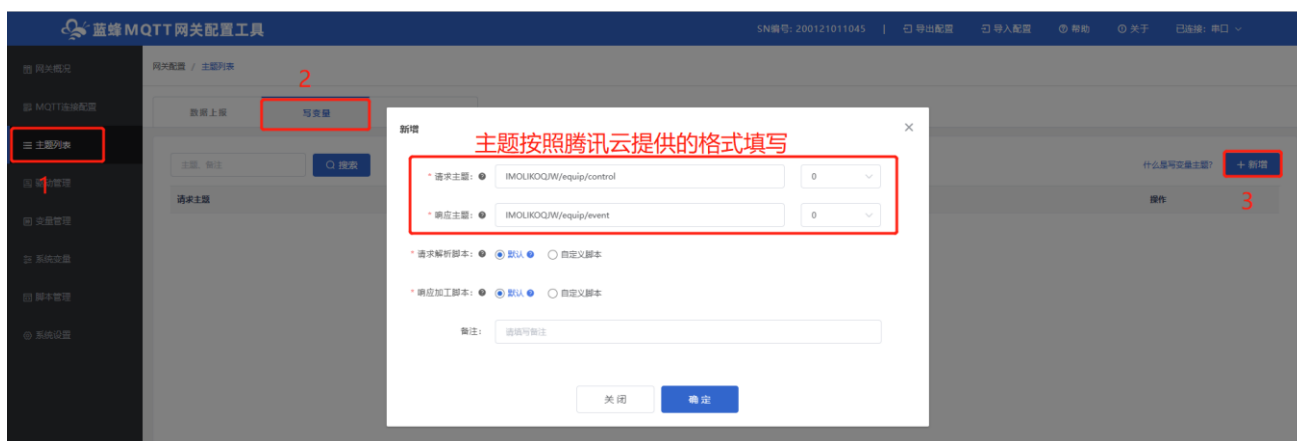 蓝蜂MQTT网关配置工具
SN编号: 200121011045 | 导出配置 导入配置 帮助 关于 已连接: 串口
网关概况
网关配置 / 主题列表
2
MQTT连接配置
数据上报
写变量
主题列表
1
驱动管理
变量管理
系统变量
脚本管理
系统设置
主题、备注
搜索
什么是写变量主题?
+ 新增
3
请求主题
操作
新增
主题按照腾讯云提供的格式填写
* 请求主题: IMOLIKOQJW/equip/control 0
* 响应主题: IMOLIKOQJW/equip/event 0
* 请求解析脚本: 默认 自定义脚本
* 响应加工脚本: 默认 自定义脚本
备注: 请填写备注
关闭 确定